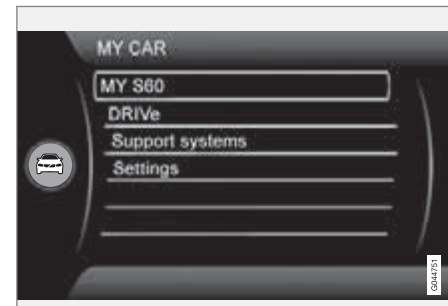 MY CAR
MY S60
DRIVe
Support systems
Settings
G044751